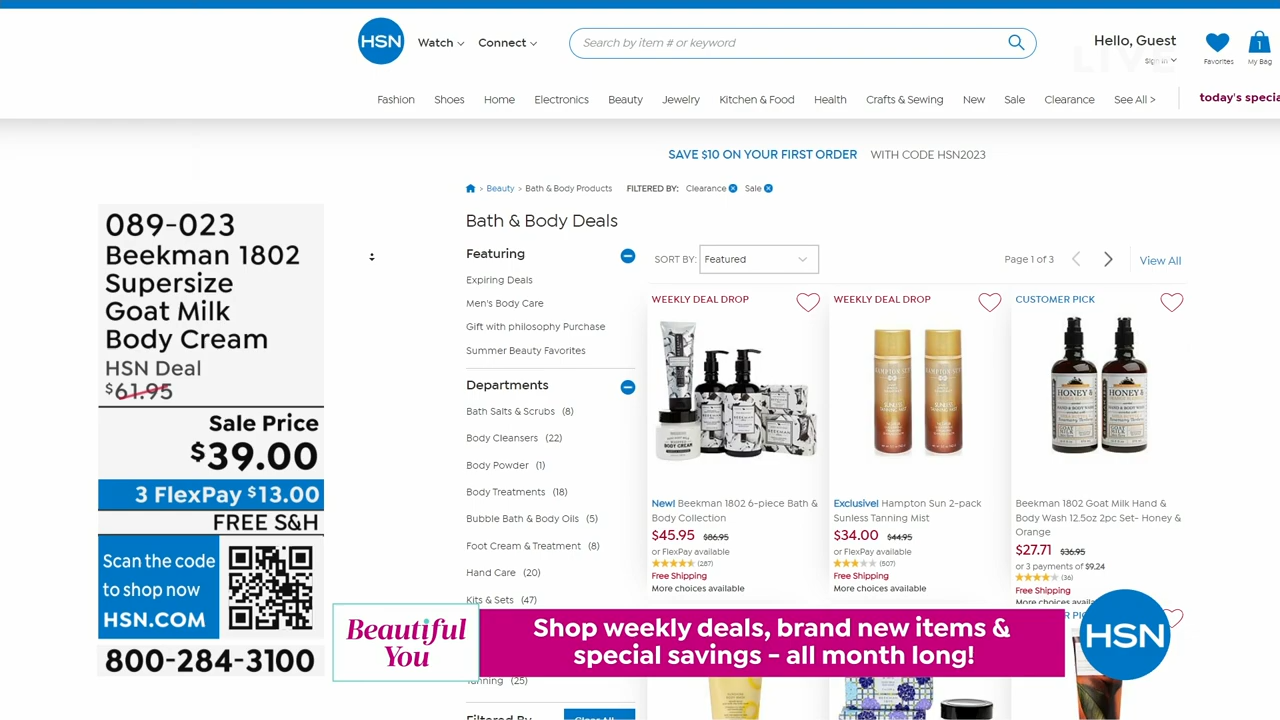 HSN
Watch
Connect
Search by item # or keyword
Hello, Guest
Sign In
LIVE
Favorites
1
My Bag
Fashion
Shoes
Home
Electronics
Beauty
Jewelry
Kitchen & Food
Health
Crafts & Sewing
New
Sale
Clearance
See All >
today's specia
SAVE $10 ON YOUR FIRST ORDER WITH CODE HSN2023
> Beauty > Bath & Body Products FILTERED BY: Clearance Sale
089-023
Beekman 1802
Supersize
Goat Milk
Body Cream
HSN Deal
$61.95
Sale Price
$39.00
3 FlexPay $13.00
FREE S&H
Scan the code
to shop now
HSN.COM
800-284-3100
Bath & Body Deals
Featuring
Expiring Deals
Men's Body Care
Gift with philosophy Purchase
Summer Beauty Favorites
Departments
Bath Salts & Scrubs (8)
Body Cleansers (22)
Body Powder (1)
Body Treatments (18)
Bubble Bath & Body Oils (5)
Foot Cream & Treatment (8)
Hand Care (20)
Kits & Sets (47)
Tanning (25)
Filtered By
Clear All
SORT BY: Featured
Page 1 of 3
View All
WEEKLY DEAL DROP
BODY CREAM
BEEKMAN
New! Beekman 1802 6-piece Bath &
Body Collection
$45.95 $86.95
or FlexPay available
(287)
Free Shipping
More choices available
WEEKLY DEAL DROP
HAMPTON SUN
Exclusive! Hampton Sun 2-pack
Sunless Tanning Mist
$34.00 $44.95
or FlexPay available
(507)
Free Shipping
More choices available
CUSTOMER PICK
HONEY &
HONEY &
Beekman 1802 Goat Milk Hand &
Body Wash 12.5oz 2pc Set- Honey &
Orange
$27.71 $36.95
or 3 payments of $9.24
(36)
Free Shipping
More choices availa
Beautiful
You
Shop weekly deals, brand new items &
special savings - all month long!
HSN